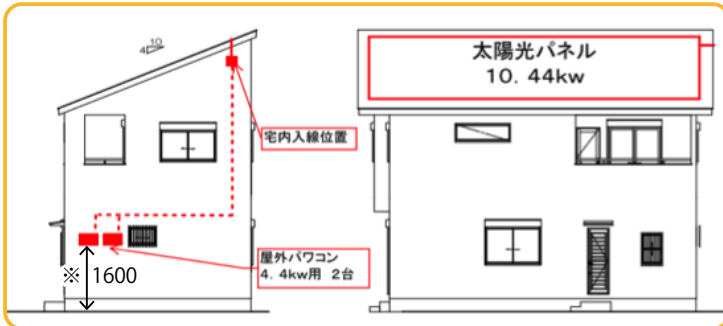 10
4
太陽光パネル
10. 44kw
宅内入線位置
屋外パワコン
4. 4kw用 2台
※ 1600